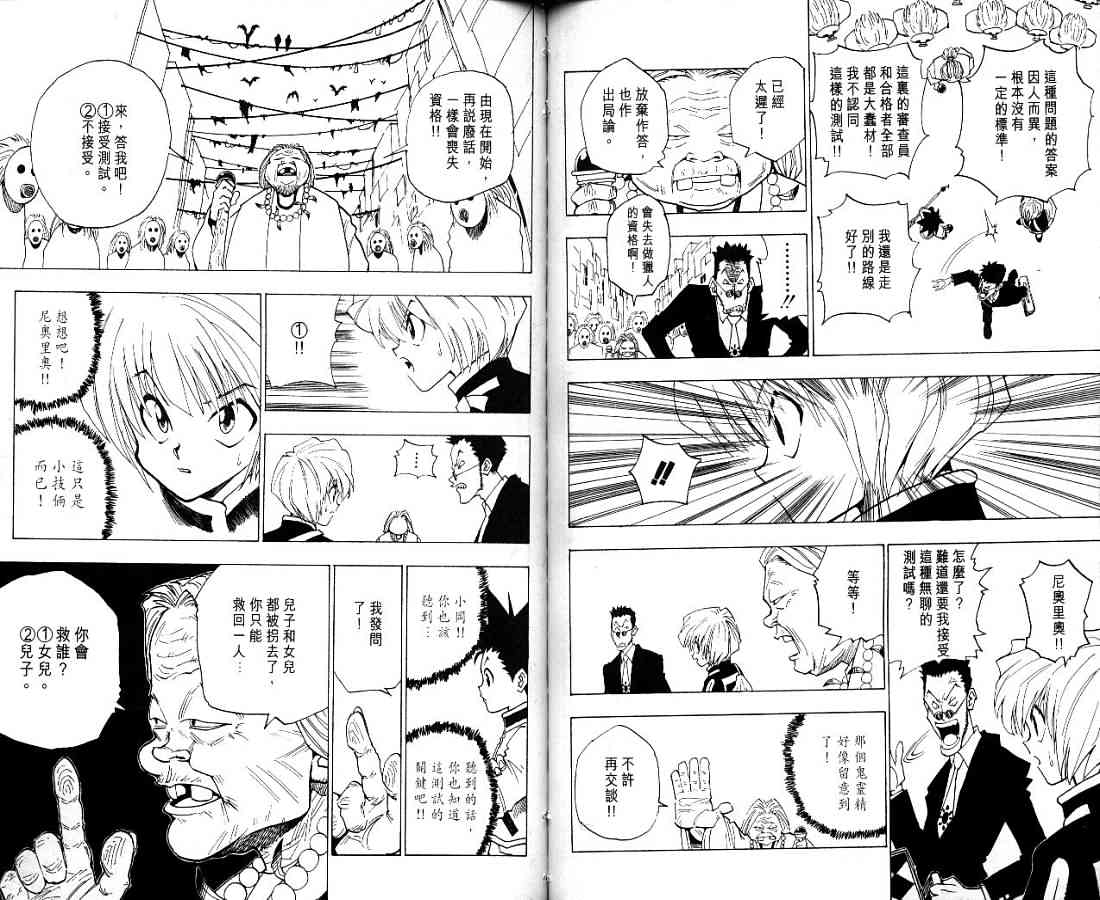 這種問題的答案
因人而異，
根本沒有
一定的標準！
這裏的審查員
和合格者全部
都是大蠢材！
我不認同
這樣的測試!!
我還是走
別的路線
好了!!
已經
太遲了！
放棄作答，
也作
出局論。
……!!
會失去做獵人
的資格啊！
!!
尼奧里奧！
怎麼了？
難道還要我接受
這種無聊的
測試嗎？
等等！
那個鬼靈精
好像留意到
了！
不許
再交談!!
由現在開始，
再説廢話，
一樣會喪失
資格!!
來，答我吧！
①接受測試。
②不接受。
①!!
想想吧！
尼奧里奧!!
這只是
小技倆
而已！
…
小岡!!
你也該
聽到…
聽到的話，
你也知道
這測試的
關鍵吧!!
我發問
了！
兒子和女兒
都被拐去了，
你只能
救回一人…
你會
救誰？
①女兒。
②兒子。